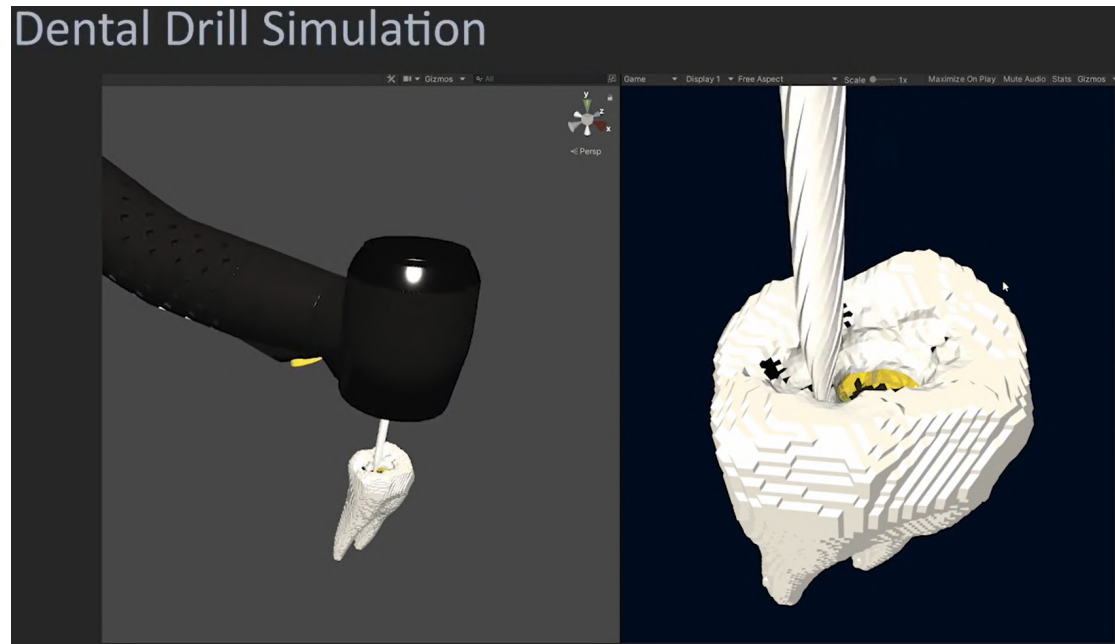 Dental Drill Simulation
Gizmos All
Game Display 1 Free Aspect Scale 1x Maximize On Play Mute Audio Stats Gizmos
y
z
x
Persp